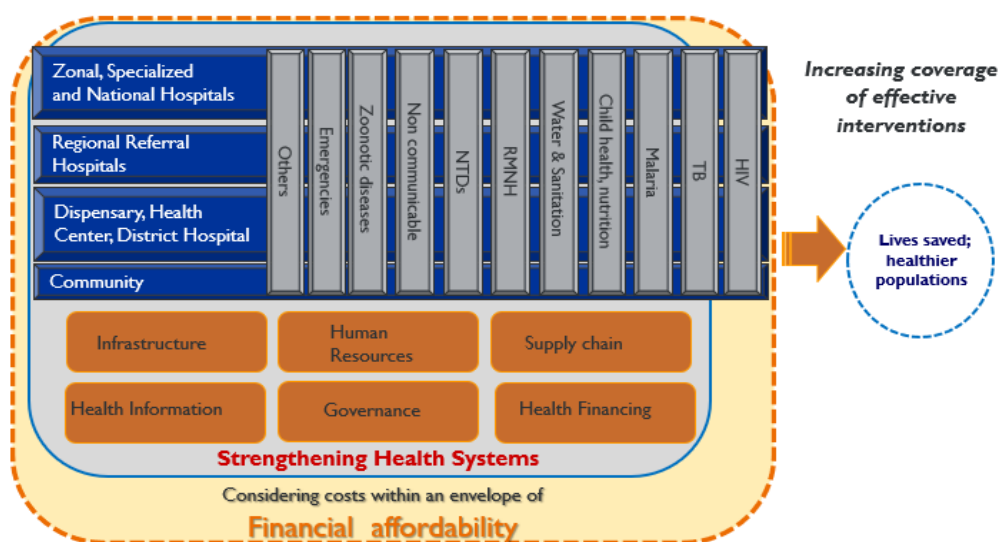 Zonal, Specialized
and National Hospitals
Regional Referral
Hospitals
Dispensary, Health
Center, District Hospital
Community
Others
Emergencies
Zoonotic diseases
Non communicable
NTDs
RMNH
Water & Sanitation
Child health, nutrition
Malaria
TB
HIV
Increasing coverage
of effective
interventions
Lives saved;
healthier
populations
Infrastructure
Human
Resources
Supply chain
Health Information
Governance
Health Financing
Strengthening Health Systems
Considering costs within an envelope of
Financial affordability